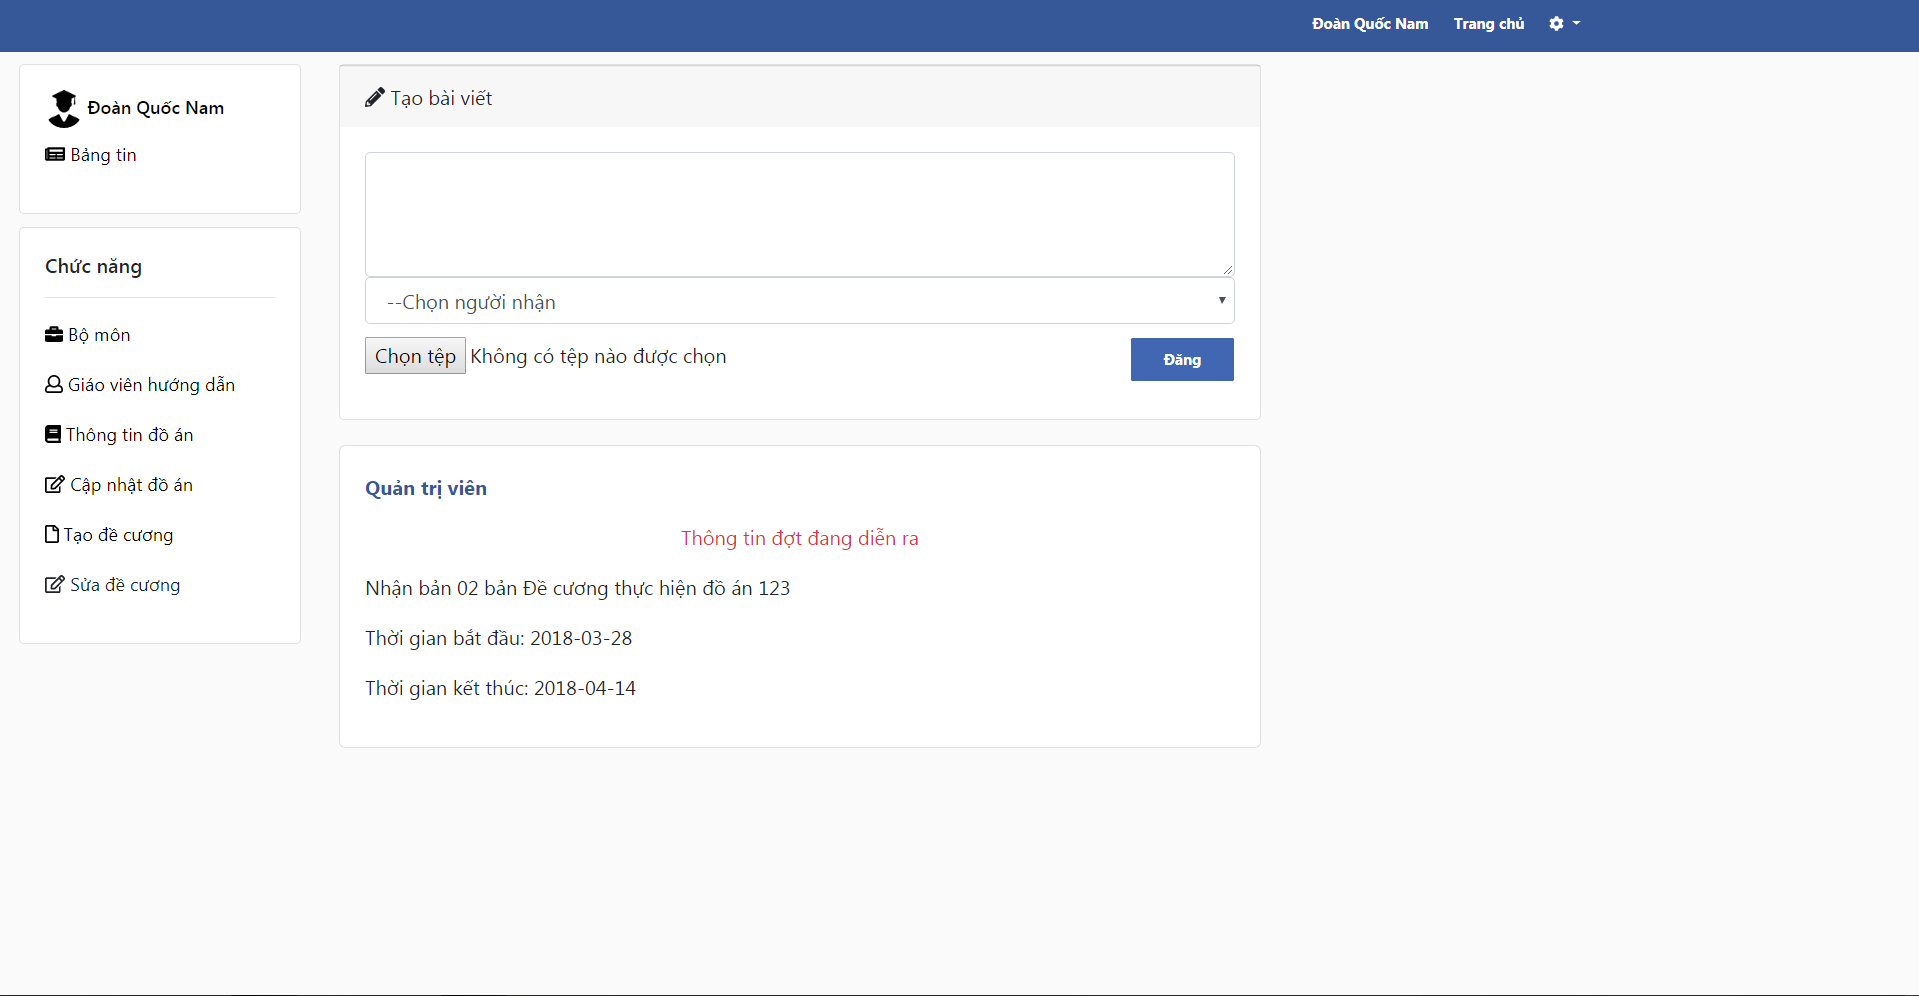 Đoàn Quốc Nam Trang chủ
Đoàn Quốc Nam
Bảng tin
Chức năng
Bộ môn
Giáo viên hướng dẫn
Thông tin đồ án
Cập nhật đồ án
Tạo đề cương
Sửa đề cương
Tạo bài viết
--Chọn người nhận
Chọn tệp Không có tệp nào được chọn
Đăng
Quản trị viên
Thông tin đợt đang diễn ra
Nhận bản 02 bản Đề cương thực hiện đồ án 123
Thời gian bắt đầu: 2018-03-28
Thời gian kết thúc: 2018-04-14